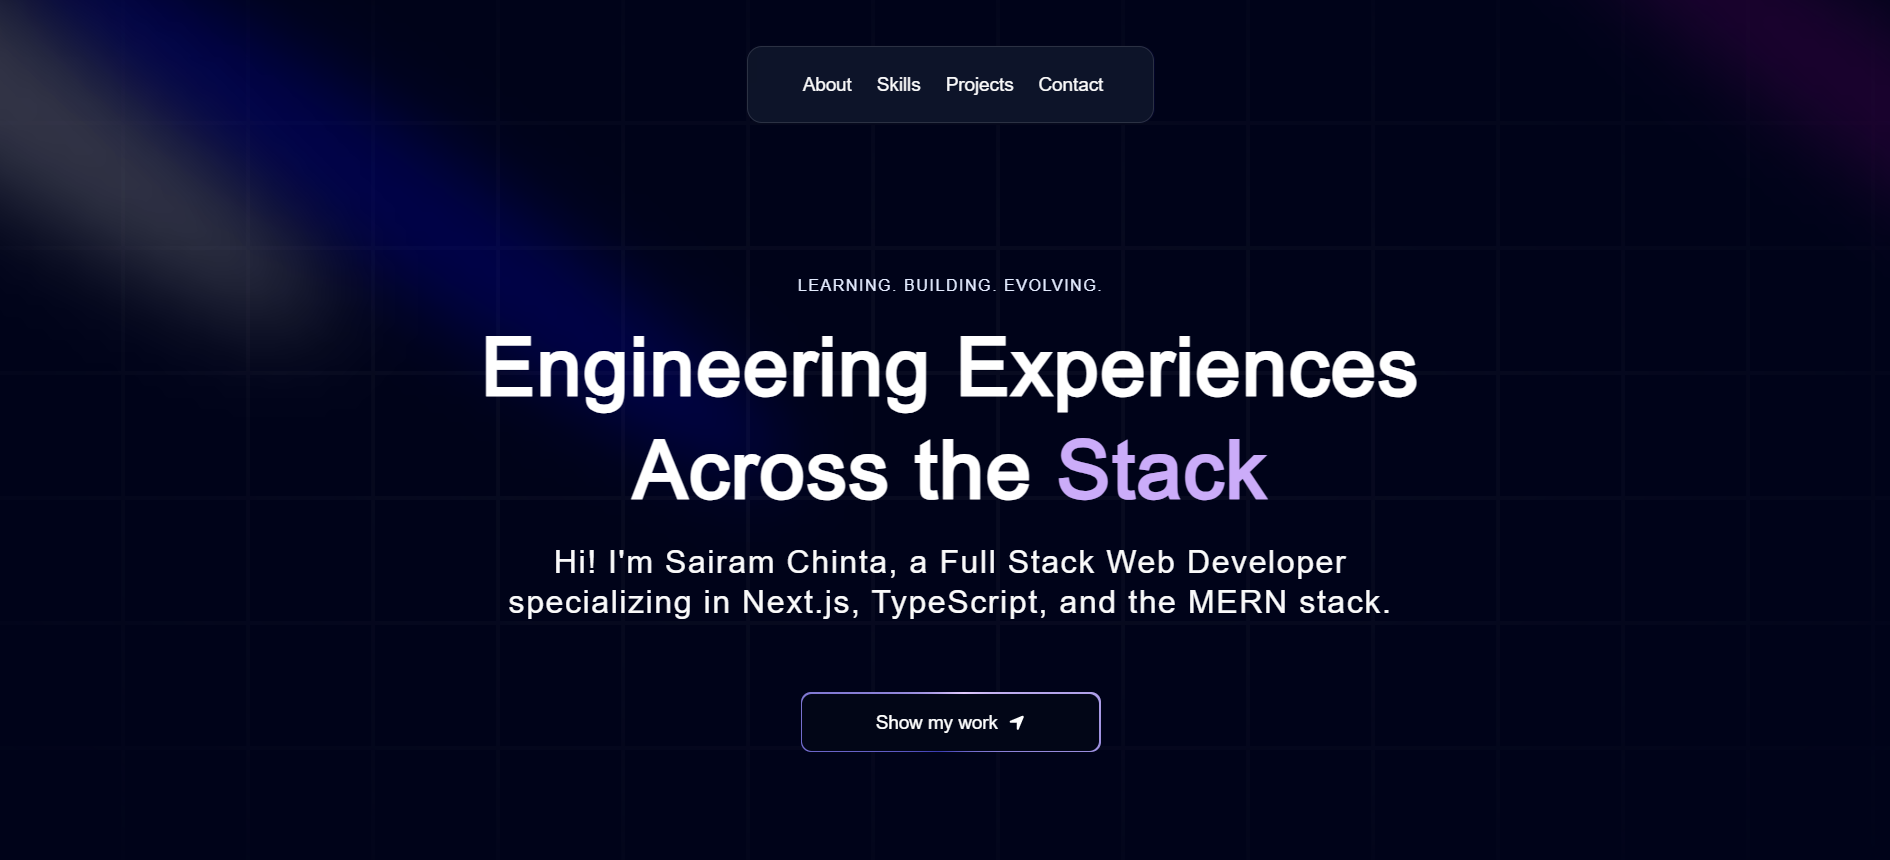 About Skills Projects Contact
LEARNING. BUILDING. EVOLVING.
Engineering Experiences
Across the Stack
Hi! I'm Sairam Chinta, a Full Stack Web Developer
specializing in Next.js, TypeScript, and the MERN stack.
Show my work